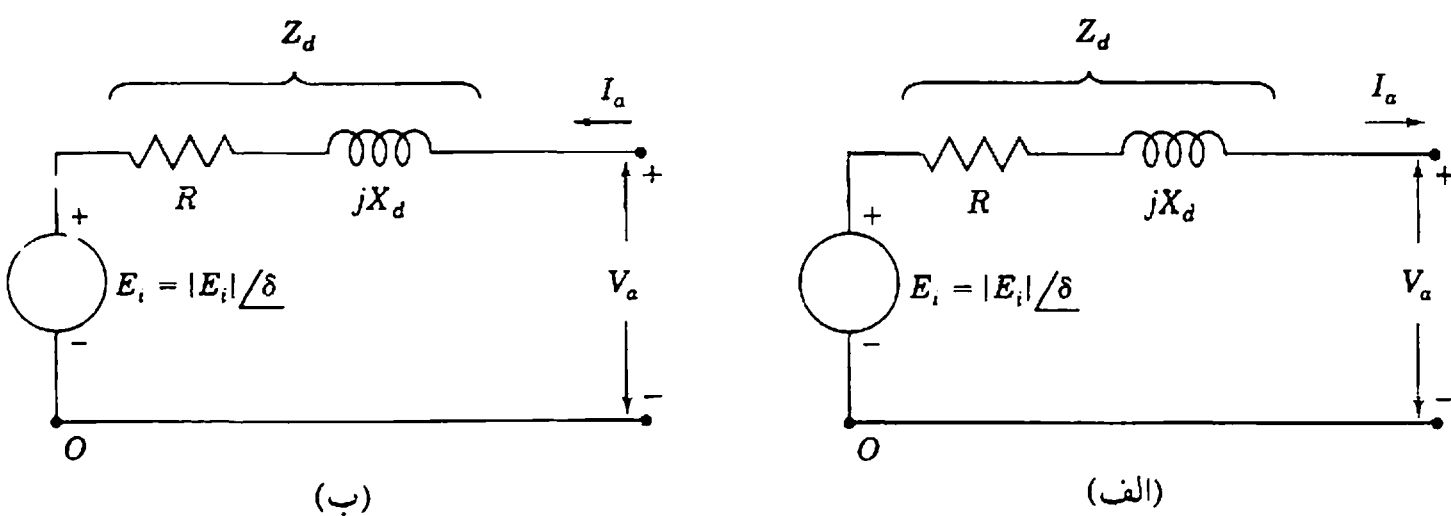 Z_d
I_a
R
jX_d
+
+
E_i = |E_i| ∠δ
V_a
−
−
O
(الف)
Z_d
I_a
R
jX_d
+
+
E_i = |E_i| ∠δ
V_a
−
−
O
(ب)